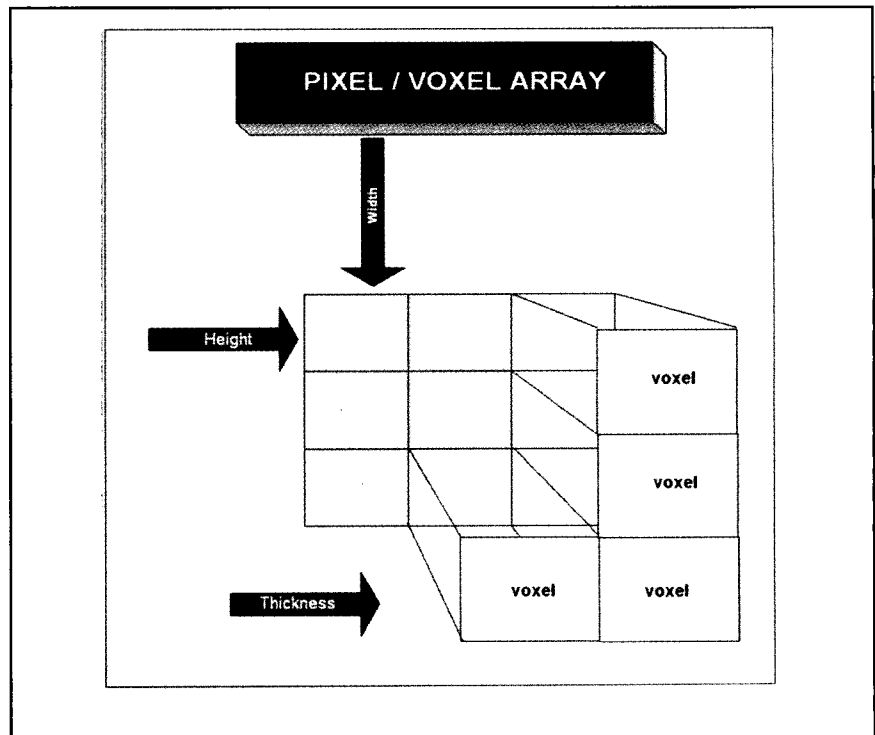 PIXEL / VOXEL ARRAY
Width
Height
voxel
voxel
voxel voxel
Thickness